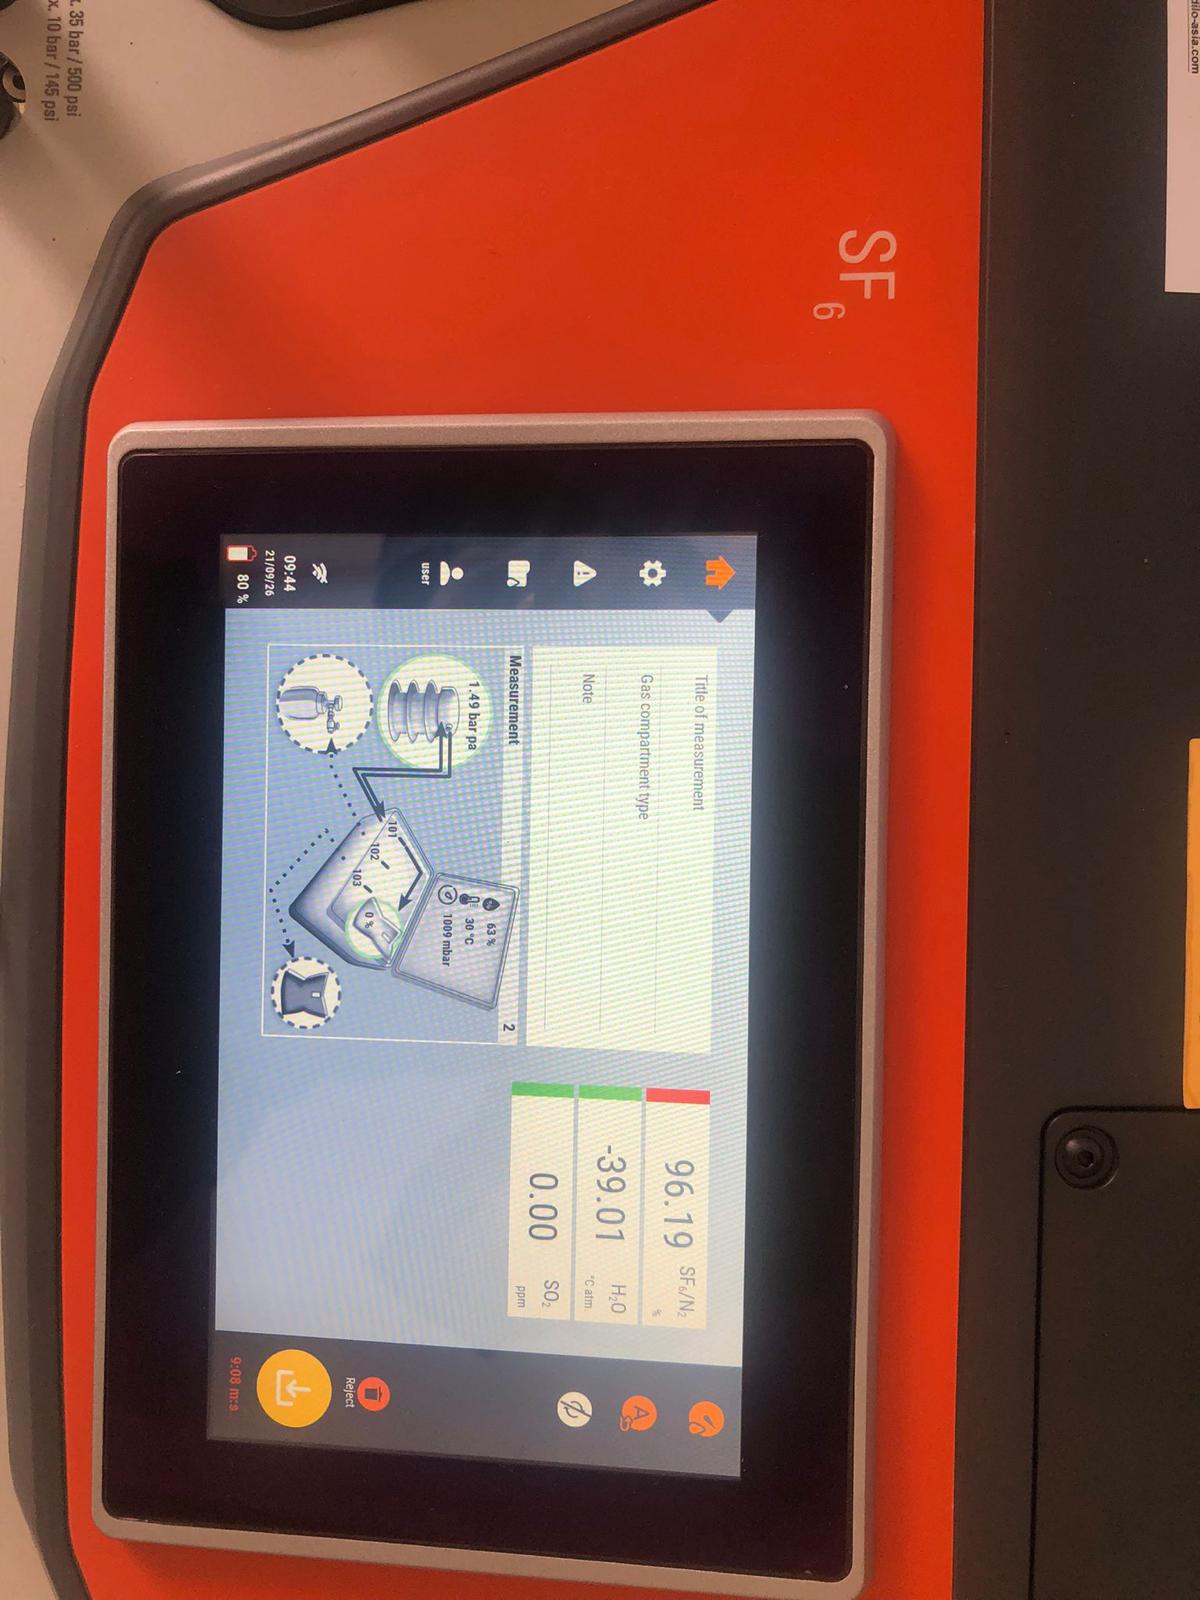 dilo-asia.com
SF6
Title of measurement
Gas compartment type
Note
96.19 SF6/N2
%
-39.01 H2O
°C atm.
0.00 SO2
ppm
Measurement 2
1.49 bar pa
63 %
30 °C
1009 mbar
101
102
103
0 %
user
09:44
21/09/26
80 %
A
Reject
9:08 m:s
. 35 bar / 500 psi
x. 10 bar / 145 psi